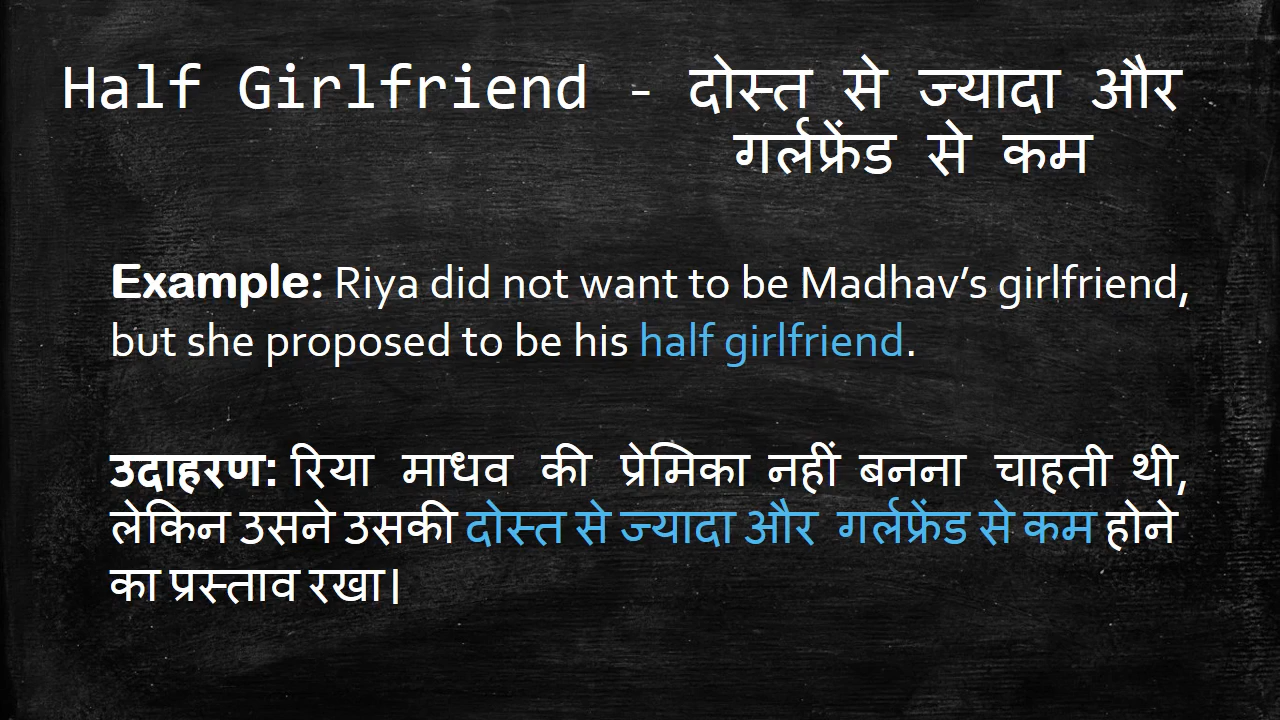 Half Girlfriend - दोस्त से ज्यादा और
गर्लफ्रेंड से कम
Example: Riya did not want to be Madhav’s girlfriend,
but she proposed to be his half girlfriend.
उदाहरण: रिया माधव की प्रेमिका नहीं बनना चाहती थी,
लेकिन उसने उसकी दोस्त से ज्यादा और गर्लफ्रेंड से कम होने
का प्रस्ताव रखा।